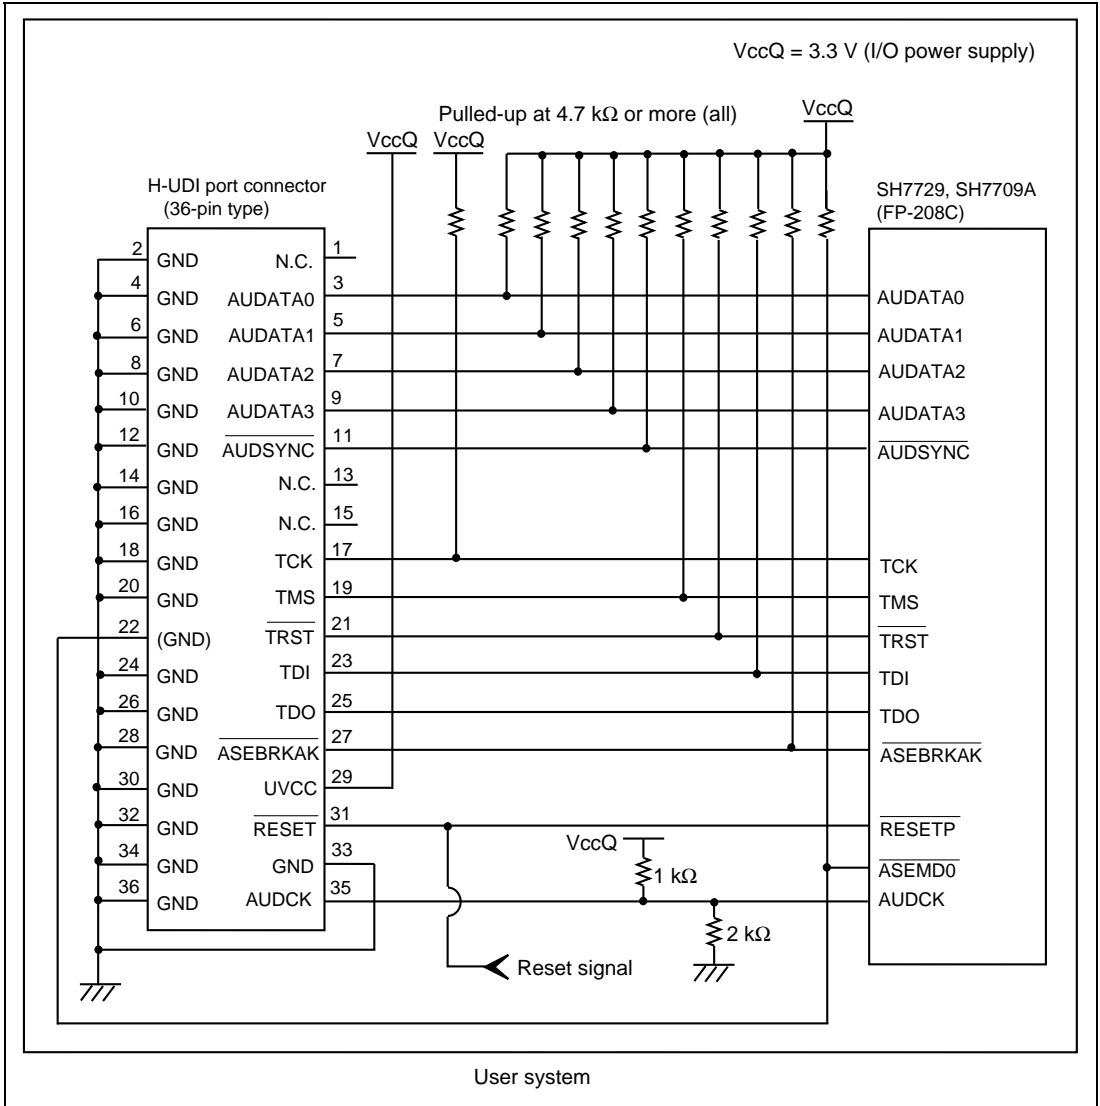 VccQ = 3.3 V (I/O power supply)
Pulled-up at 4.7 kΩ or more (all)
VccQ
VccQ VccQ
H-UDI port connector
(36-pin type)
SH7729, SH7709A
(FP-208C)
2 GND N.C. 1
4 GND AUDATA0 3 AUDATA0
6 GND AUDATA1 5 AUDATA1
8 GND AUDATA2 7 AUDATA2
10 GND AUDATA3 9 AUDATA3
12 GND AUDSYNC 11 AUDSYNC
14 GND N.C. 13
16 GND N.C. 15
18 GND TCK 17 TCK
20 GND TMS 19 TMS
22 (GND) TRST 21 TRST
24 GND TDI 23 TDI
26 GND TDO 25 TDO
28 GND ASEBRKAK 27 ASEBRKAK
30 GND UVCC 29
32 GND RESET 31 RESETP
VccQ
34 GND GND 33 1 kΩ ASEMD0
36 GND AUDCK 35 AUDCK
2 kΩ
Reset signal
User system